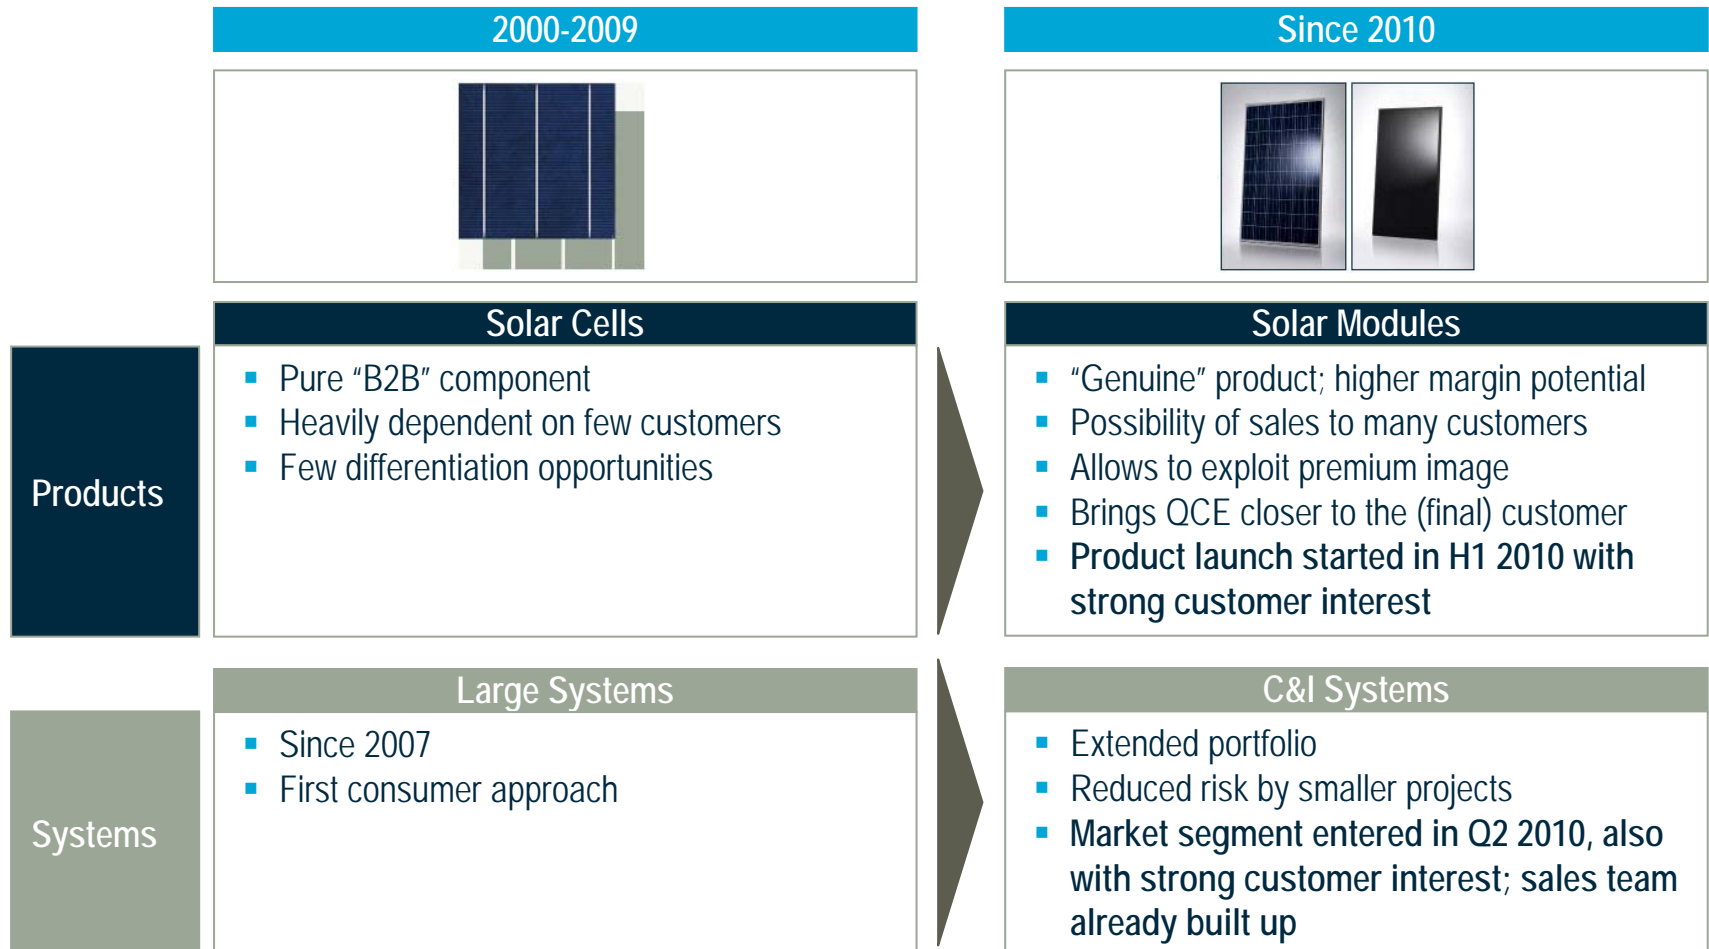 2000-2009
Since 2010
Products
Solar Cells
Pure “B2B” component
Heavily dependent on few customers
Few differentiation opportunities
Solar Modules
“Genuine” product; higher margin potential
Possibility of sales to many customers
Allows to exploit premium image
Brings QCE closer to the (final) customer
Product launch started in H1 2010 with
strong customer interest
Systems
Large Systems
Since 2007
First consumer approach
C&I Systems
Extended portfolio
Reduced risk by smaller projects
Market segment entered in Q2 2010, also
with strong customer interest; sales team
already built up